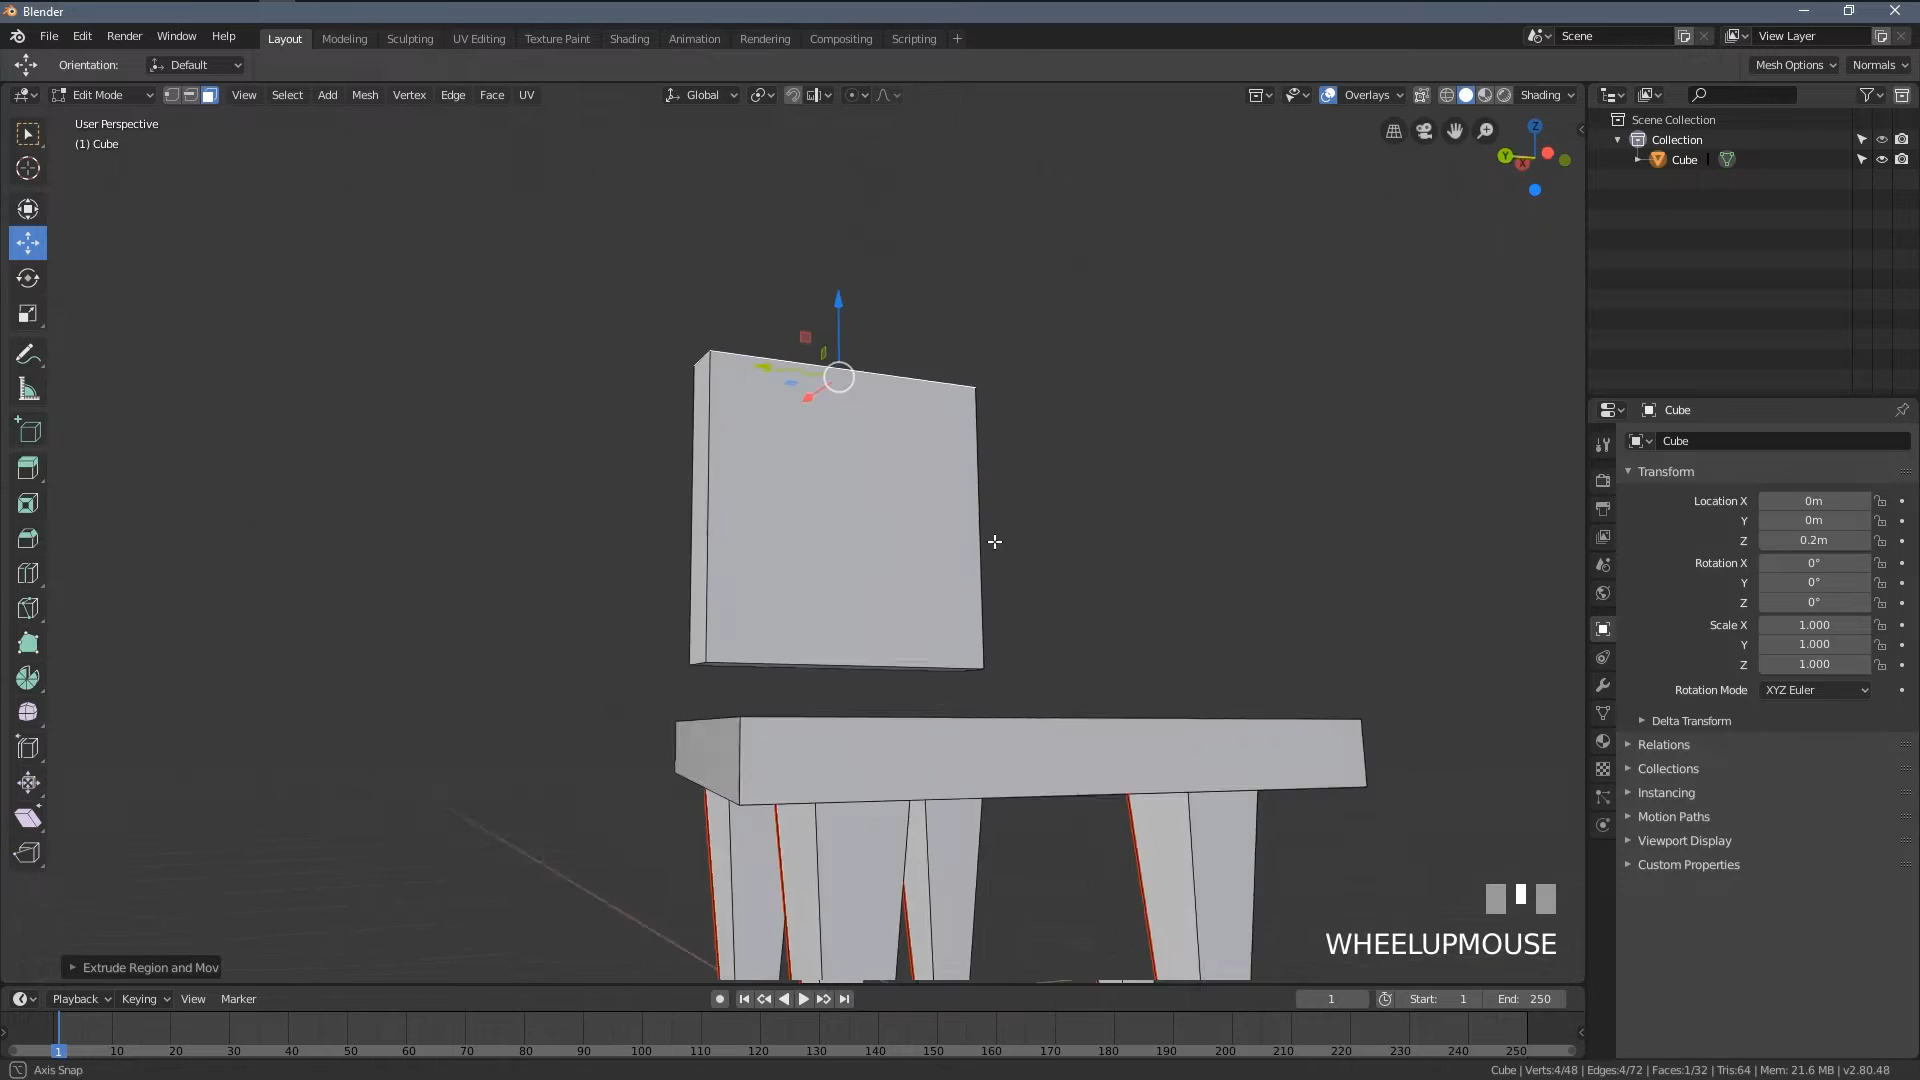 Blender
File Edit Render Window Help
Layout Modeling Sculpting UV Editing Texture Paint Shading Animation Rendering Compositing Scripting +
Scene View Layer
Orientation: Default
Mesh Options Normals
Edit Mode View Select Add Mesh Vertex Edge Face UV
Global
Overlays Shading
User Perspective
(1) Cube
Z
Y
X
Scene Collection
Collection
Cube
Cube
Cube
Transform
Location X 0m
Y 0m
Z 0.2m
Rotation X 0°
Y 0°
Z 0°
Scale X 1.000
Y 1.000
Z 1.000
Rotation Mode XYZ Euler
Delta Transform
Relations
Collections
Instancing
Motion Paths
Viewport Display
Custom Properties
WHEELUPMOUSE
Extrude Region and Mov
Playback Keying View Marker
1 Start: 1 End: 250
1 10 20 30 40 50 60 70 80 90 100 110 120 130 140 150 160 170 180 190 200 210 220 230 240 250
Axis Snap
Cube | Verts:4/48 | Edges:4/72 | Faces:1/32 | Tris:64 | Mem: 21.6 MB | v2.80.48